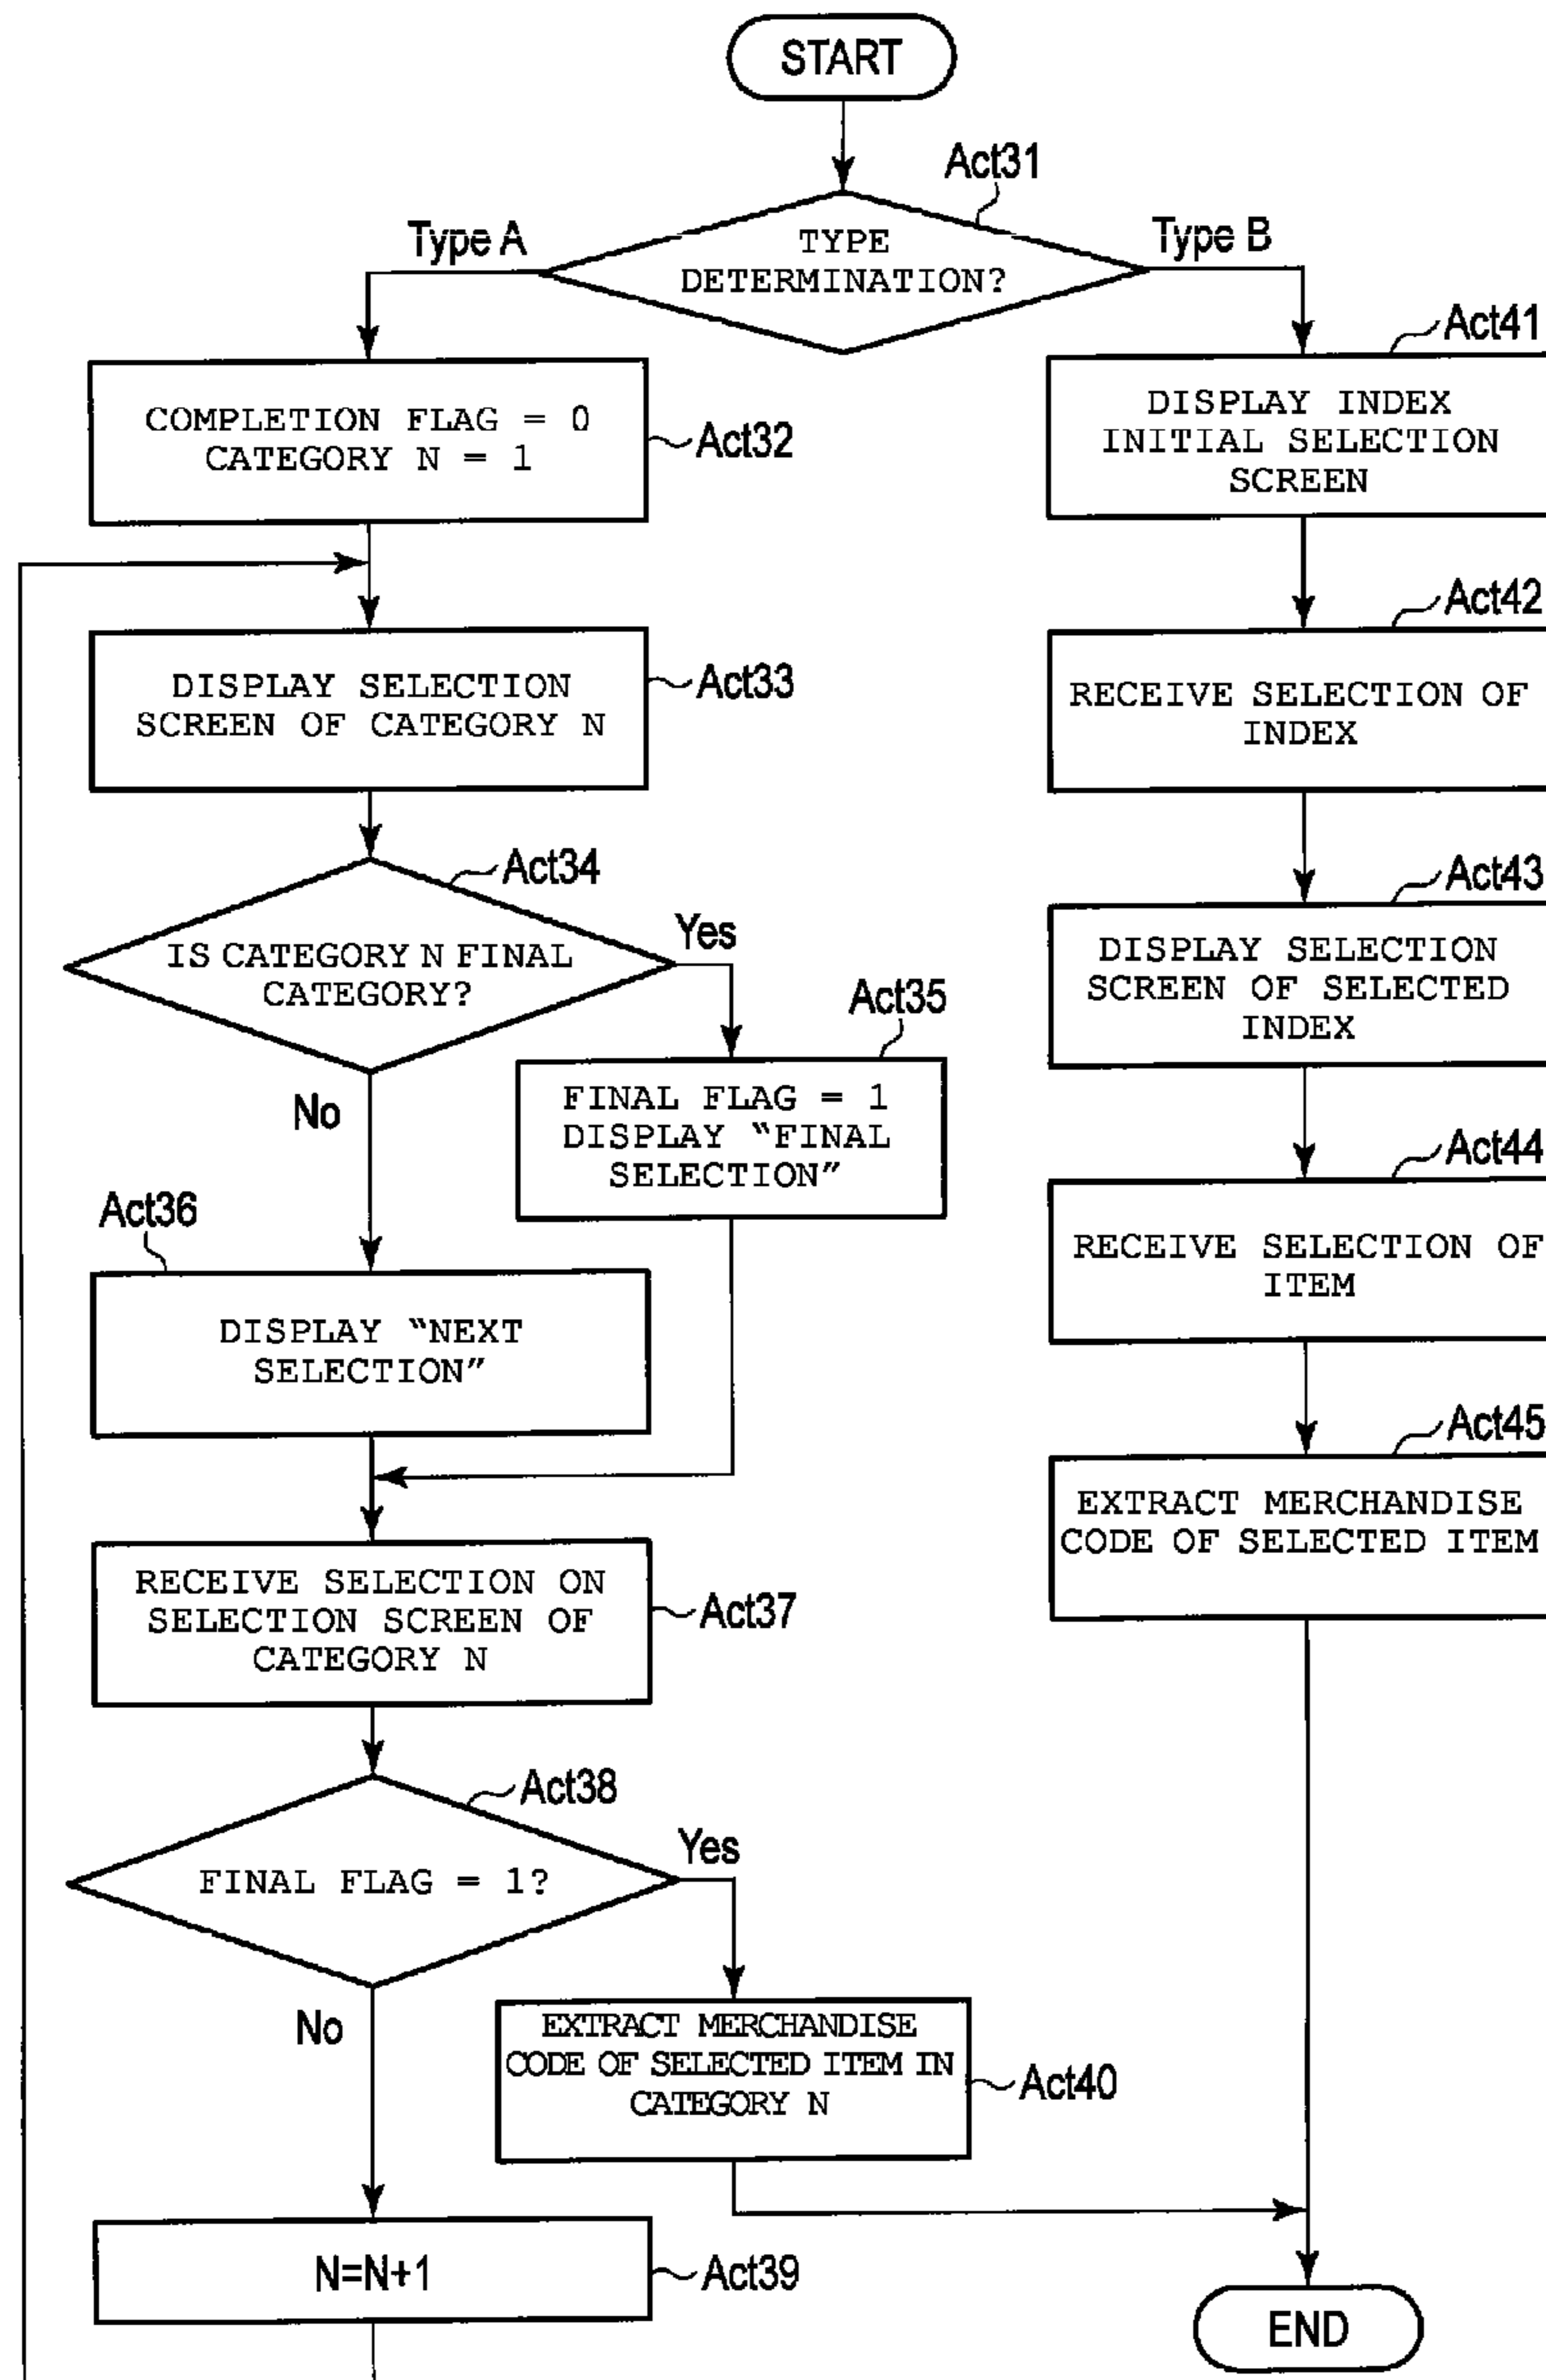 START
Act31
Type A
TYPE
DETERMINATION?
Type B
COMPLETION FLAG = 0
CATEGORY N = 1
Act32
Act41
DISPLAY INDEX
INITIAL SELECTION
SCREEN
DISPLAY SELECTION
SCREEN OF CATEGORY N
Act33
Act42
RECEIVE SELECTION OF
INDEX
Act34
IS CATEGORY N FINAL
CATEGORY?
Yes
No
Act35
FINAL FLAG = 1
DISPLAY “FINAL
SELECTION”
Act43
DISPLAY SELECTION
SCREEN OF SELECTED
INDEX
Act36
DISPLAY “NEXT
SELECTION”
Act44
RECEIVE SELECTION OF
ITEM
RECEIVE SELECTION ON
SELECTION SCREEN OF
CATEGORY N
Act37
Act45
EXTRACT MERCHANDISE
CODE OF SELECTED ITEM
Act38
FINAL FLAG = 1?
Yes
No
EXTRACT MERCHANDISE
CODE OF SELECTED ITEM IN
CATEGORY N
Act40
N=N+1
Act39
END